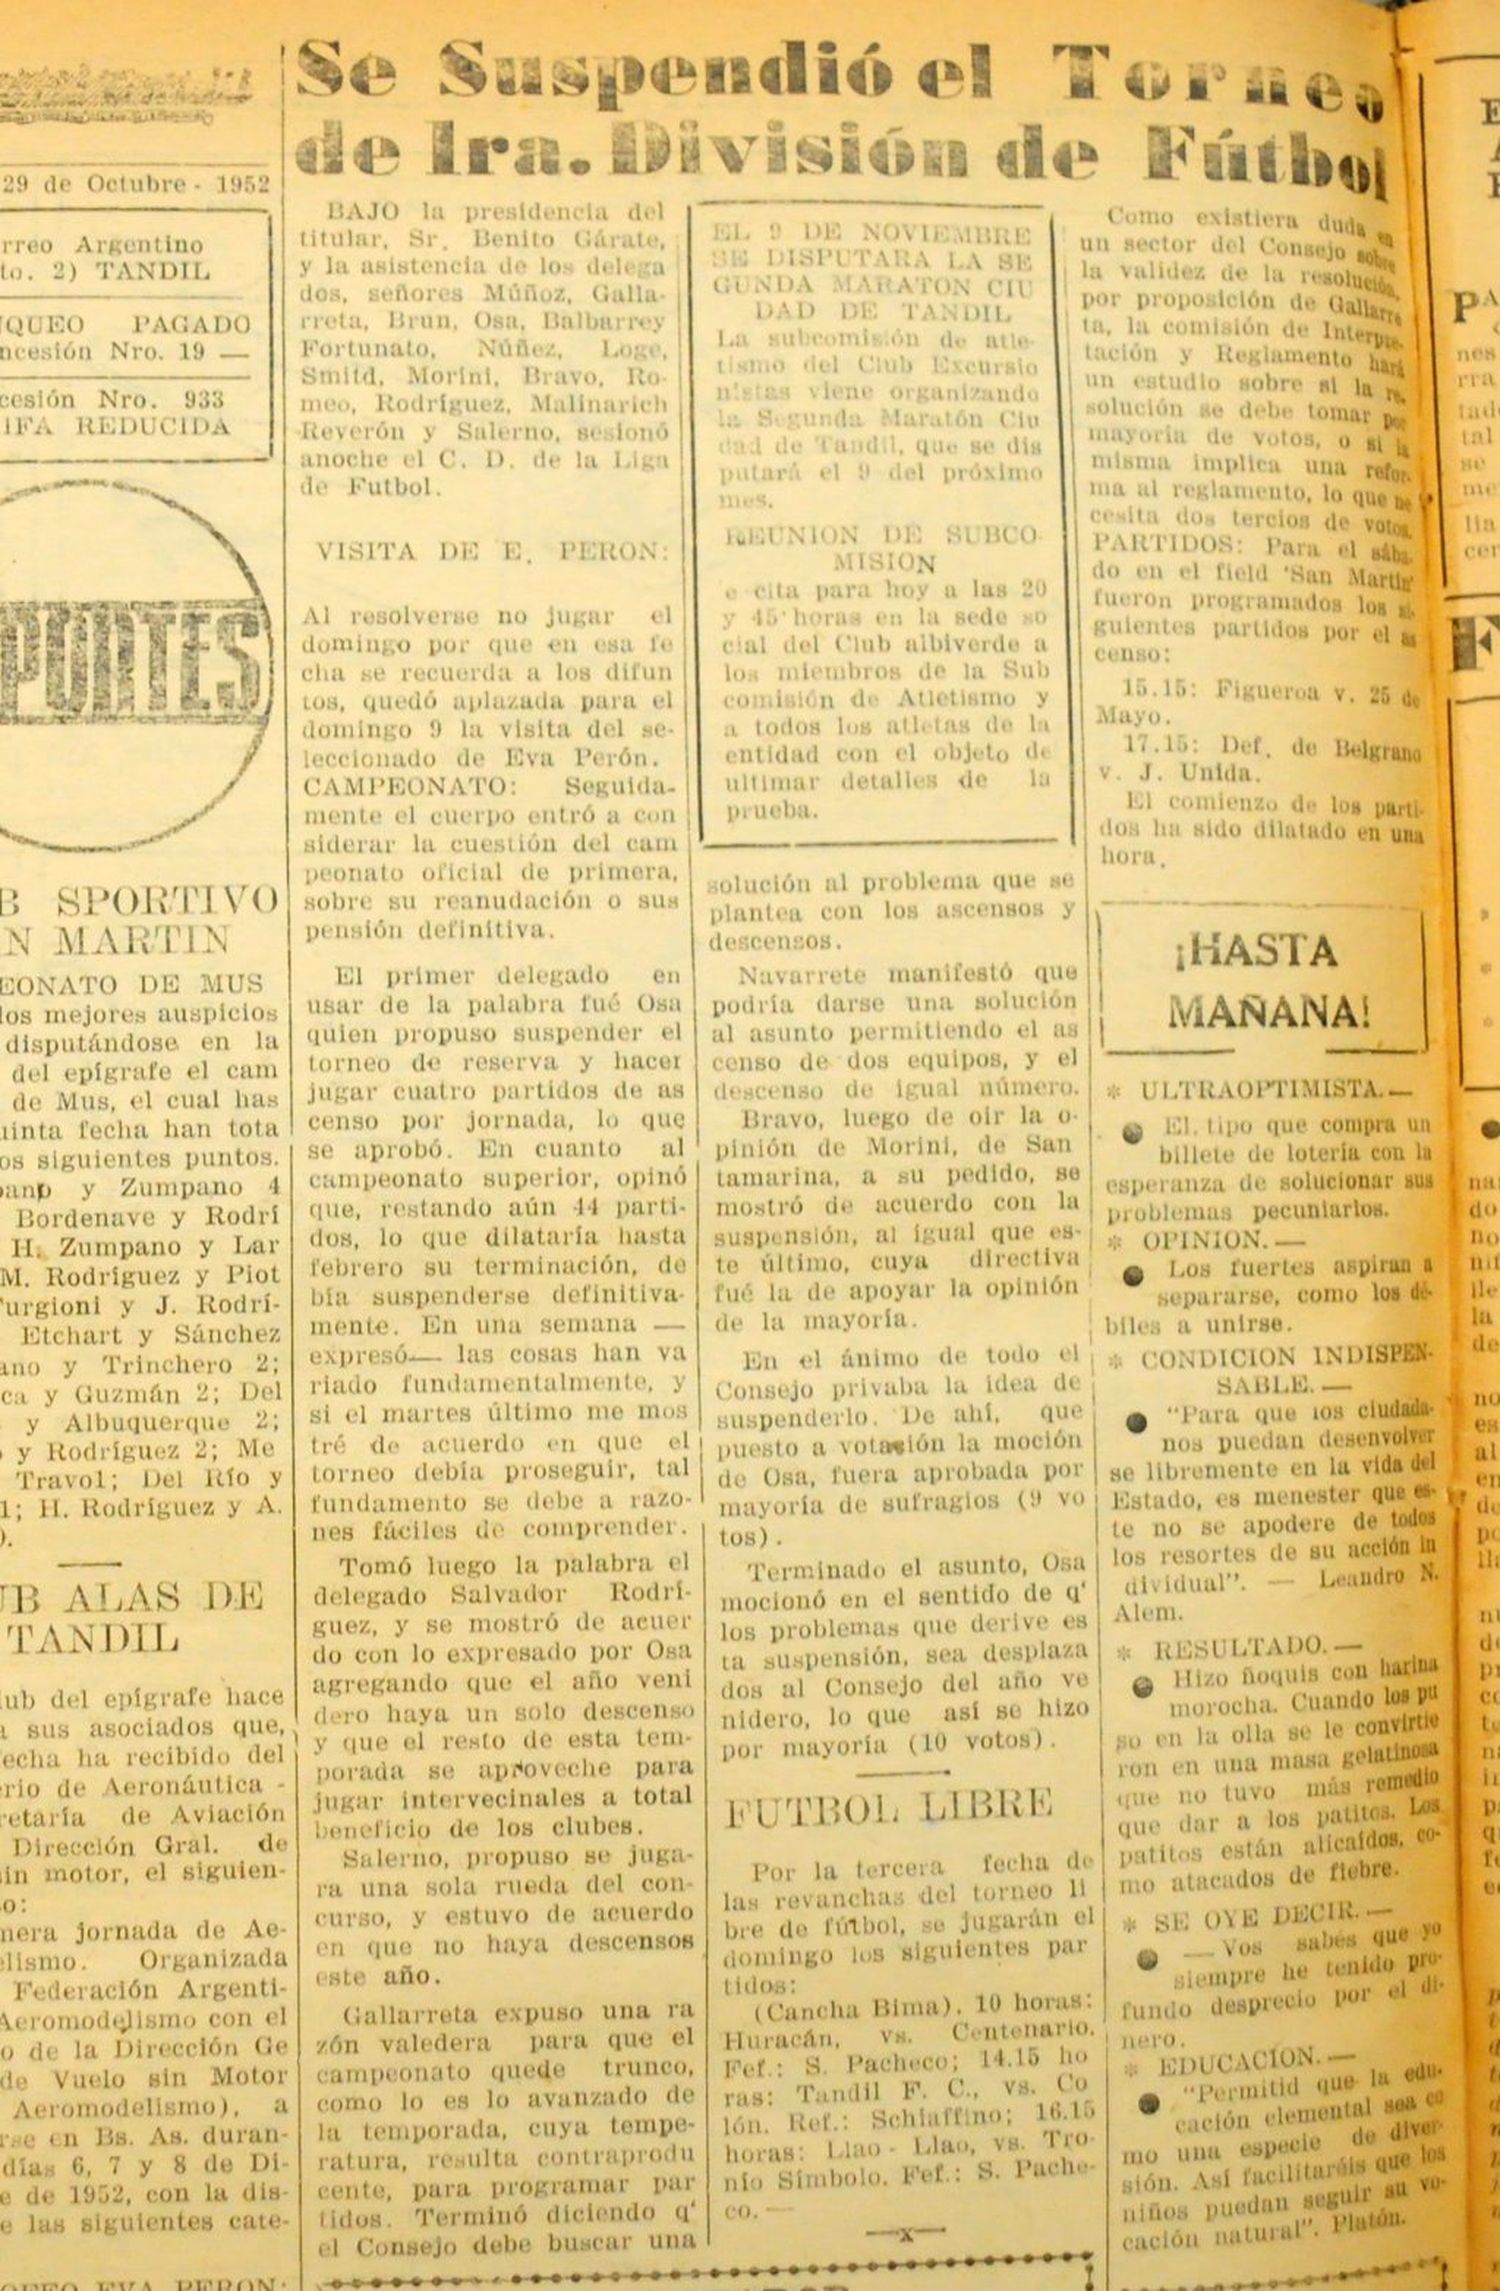 29 de Octubre - 1952
rreo Argentino
to. 2) TANDIL
QUEO PAGADO
ncesión Nro. 19 —
cesión Nro. 933
IFA REDUCIDA
PORTES
B SPORTIVO
N MARTIN
EONATO DE MUS
los mejores auspicios
disputándose en la
del epígrafe el cam
de Mus, el cual has
uinta fecha han tota
os siguientes puntos.
y Zumpano 4
Bordenave y Rodrí
H. Zumpano y Lar
M. Rodríguez y Piot
urgioni y J. Rodrí-
Etchart y Sánchez
ano y Trinchero 2;
ca y Guzmán 2; Del
y Albuquerque 2;
y Rodríguez 2; Me
Travol; Del Río y
1; H. Rodríguez y A.
).
UB ALAS DE
TANDIL
lub del epígrafe hace
a sus asociados que,
echa ha recibido del
rio de Aeronáutica -
retaría de Aviación
Dirección Gral. de
in motor, el siguien-
o:
mera jornada de Ae-
lismo. Organizada
Federación Argenti-
Aeromodelismo con el
o de la Dirección Ge
de Vuelo sin Motor
Aeromodelismo), a
rse en Bs. As. duran-
días 6, 7 y 8 de Di-
e de 1952, con la dis-
e las siguientes cate-
EVA PERON:
Se Suspendió el Torneo
de 1ra. División de Fútbol
BAJO la presidencia del
titular, Sr. Benito Gárate,
y la asistencia de los delega
dos, señores Múñoz, Galla-
rreta, Brun, Osa, Balbarrey
Fortunato, Núñez, Loge,
Smitd, Morini, Bravo, Ro-
meo, Rodríguez, Malinarich
Reverón y Salerno, sesionó
anoche el C. D. de la Liga
de Futbol.
VISITA DE E. PERON:
Al resolverse no jugar el
domingo por que en esa fe
cha se recuerda a los difun
tos, quedó aplazada para el
domingo 9 la visita del se-
leccionado de Eva Perón.
CAMPEONATO: Seguida-
mente el cuerpo entró a con
siderar la cuestión del cam
peonato oficial de primera,
sobre su reanudación o sus
pensión definitiva.
El primer delegado en
usar de la palabra fué Osa
quien propuso suspender el
torneo de reserva y hacer
jugar cuatro partidos de as
censo por jornada, lo que
se aprobó. En cuanto al
campeonato superior, opinó
que, restando aún 44 parti-
dos, lo que dilataría hasta
febrero su terminación, de
bía suspenderse definitiva-
mente. En una semana —
expresó— las cosas han va
riado fundamentalmente, y
si el martes último me mos
tré de acuerdo en que el
torneo debía proseguir, tal
fundamento se debe a razo-
nes fáciles de comprender.
Tomó luego la palabra el
delegado Salvador Rodrí-
guez, y se mostró de acuer
do con lo expresado por Osa
agregando que el año veni
dero haya un solo descenso
y que el resto de esta tem-
porada se aproveche para
jugar intervecinales a total
beneficio de los clubes.
Salerno, propuso se juga-
ra una sola rueda del con-
curso, y estuvo de acuerdo
en que no haya descensos
este año.
Gallarreta expuso una ra
zón valedera para que el
campeonato quede trunco,
como lo es lo avanzado de
la temporada, cuya tempe-
ratura, resulta contraprodu
cente, para programar par
tidos. Terminó diciendo q'
el Consejo debe buscar una
EL 9 DE NOVIEMBRE
SE DISPUTARA LA SE
GUNDA MARATON CIU
DAD DE TANDIL
La subcomisión de atle-
tismo del Club Excursio
nistas viene organizando
la Segunda Maratón Ciu
dad de Tandil, que se dis
putará el 9 del próximo
mes.
REUNION DE SUBCO
MISION
e cita para hoy a las 20
y 45 horas en la sede so
cial del Club albiverde a
los miembros de la Sub
comisión de Atletismo y
a todos los atletas de la
entidad con el objeto de
ultimar detalles de la
prueba.
solución al problema que se
plantea con los ascensos y
descensos.
Navarrete manifestó que
podría darse una solución
al asunto permitiendo el as
censo de dos equipos, y el
descenso de igual número.
Bravo, luego de oir la o-
pinión de Morini, de San
tamarina, a su pedido, se
mostró de acuerdo con la
suspensión, al igual que es-
te último, cuya directiva
fué la de apoyar la opinión
de la mayoría.
En el ánimo de todo el
Consejo privaba la idea de
suspenderlo. De ahí, que
puesto a votación la moción
de Osa, fuera aprobada por
mayoría de sufragios (9 vo
tos).
Terminado el asunto, Osa
mocionó en el sentido de q'
los problemas que derive es
ta suspensión, sea desplaza
dos al Consejo del año ve
nidero, lo que así se hizo
por mayoría (10 votos).
FUTBOL LIBRE
Por la tercera fecha de
las revanchas del torneo li
bre de fútbol, se jugarán el
domingo los siguientes par
tidos:
(Cancha Bima). 10 horas:
Huracán, vs. Centenario.
Fef.: S. Pacheco; 14.15 ho
ras: Tandil F. C., vs. Co
lón. Ref.: Schiaffino; 16.15
horas: Llao - Llao, vs. Tro-
nio Símbolo. Fef.: S. Pache-
co.—
—x—
Como existiera duda en
un sector del Consejo sobre
la validez de la resolución,
por proposición de Gallarre
ta, la comisión de Interpre-
tación y Reglamento hará
un estudio sobre si la re-
solución se debe tomar por
mayoría de votos, o si la
misma implica una refor-
ma al reglamento, lo que ne
cesita dos tercios de votos.
PARTIDOS: Para el sába-
do en el field 'San Martín'
fueron programados los si-
guientes partidos por el as
censo:
15.15: Figueroa v. 25 de
Mayo.
17.15: Def. de Belgrano
v. J. Unida.
El comienzo de los parti-
dos ha sido dilatado en una
hora.
¡HASTA
MAÑANA!
* ULTRAOPTIMISTA.—
El tipo que compra un
billete de lotería con la
esperanza de solucionar sus
problemas pecuniarios.
* OPINION.—
Los fuertes aspiran a
separarse, como los dé-
biles a unirse.
* CONDICION INDISPEN-
SABLE.—
"Para que los ciudada-
nos puedan desenvolver
se libremente en la vida del
Estado, es menester que es-
te no se apodere de todos
los resortes de su acción in
dividual". — Leandro N.
Alem.
* RESULTADO.—
Hizo ñoquis con harina
morocha. Cuando los pu
so en la olla se le convirtie
ron en una masa gelatinosa
que no tuvo más remedio
que dar a los patitos. Los
patitos están alicaídos, co-
mo atacados de fiebre.
* SE OYE DECIR.—
— Vos sabés que yo
siempre he tenido pro-
fundo desprecio por el di-
nero.
* EDUCACION.—
"Permitid que la edu-
cación elemental sea co
mo una especie de diver-
sión. Así facilitaréis que los
niños puedan seguir su vo-
cación natural". Platón.